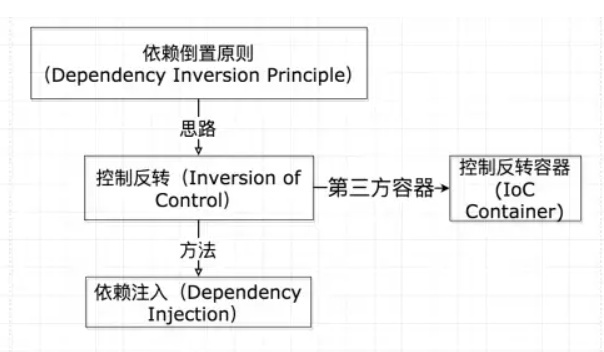 依赖倒置原则
（Dependency Inversion Principle）
思路
控制反转（Inversion of
Control）
第三方容器
控制反转容器
(IoC
Container)
方法
依赖注入（Dependency
Injection）